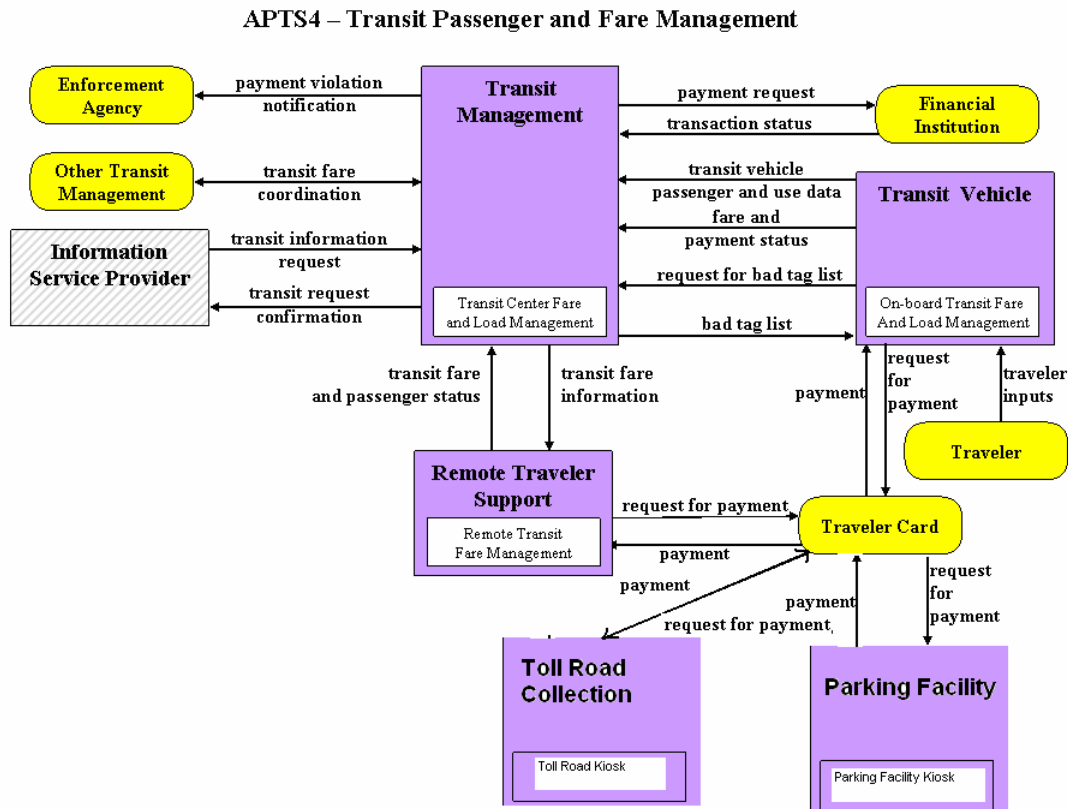 APTS4 – Transit Passenger and Fare Management
Enforcement
Agency
payment violation
notification
Transit
Management
payment request
transaction status
Financial
Institution
Other Transit
Management
transit fare
coordination
transit vehicle
passenger and use data
fare and
payment status
Transit Vehicle
Information
Service Provider
transit information
request
transit request
confirmation
request for bad tag list
bad tag list
Transit Center Fare
and Load Management
On-board Transit Fare
And Load Management
transit fare
and passenger status
transit fare
information
payment
request
for
payment
traveler
inputs
Traveler
Remote Traveler
Support
Remote Transit
Fare Management
request for payment
payment
Traveler Card
payment
request for payment
payment
request
for
payment
Toll Road
Collection
Toll Road Kiosk
Parking Facility
Parking Facility Kiosk